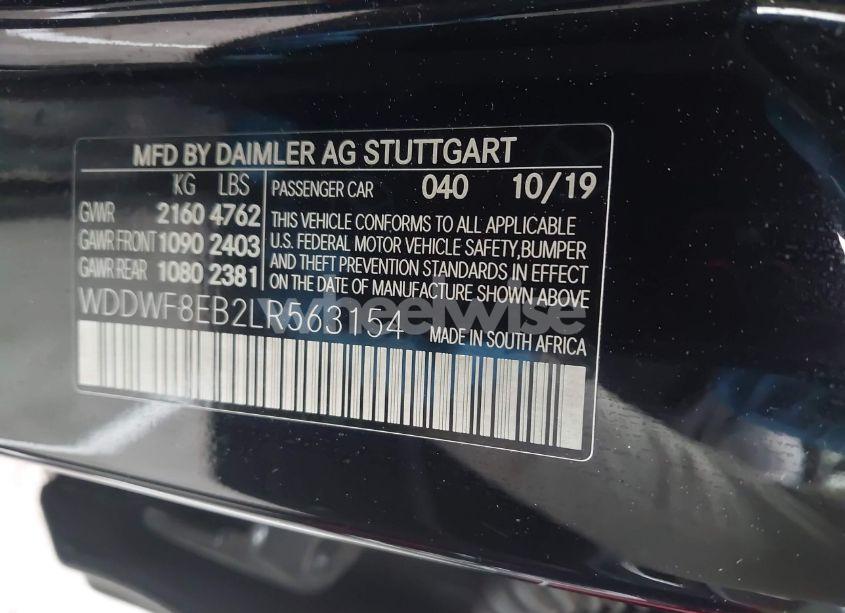 MFD BY DAIMLER AG STUTTGART
KG LBS
GVWR 2160 4762
GAWR FRONT 1090 2403
GAWR REAR 1080 2381
PASSENGER CAR 040 10/19
THIS VEHICLE CONFORMS TO ALL APPLICABLE
U.S. FEDERAL MOTOR VEHICLE SAFETY,BUMPER
AND THEFT PREVENTION STANDARDS IN EFFECT
ON THE DATE OF MANUFACTURE SHOWN ABOVE.
WDDWF8EB2LR563154
wheelwise
MADE IN SOUTH AFRICA